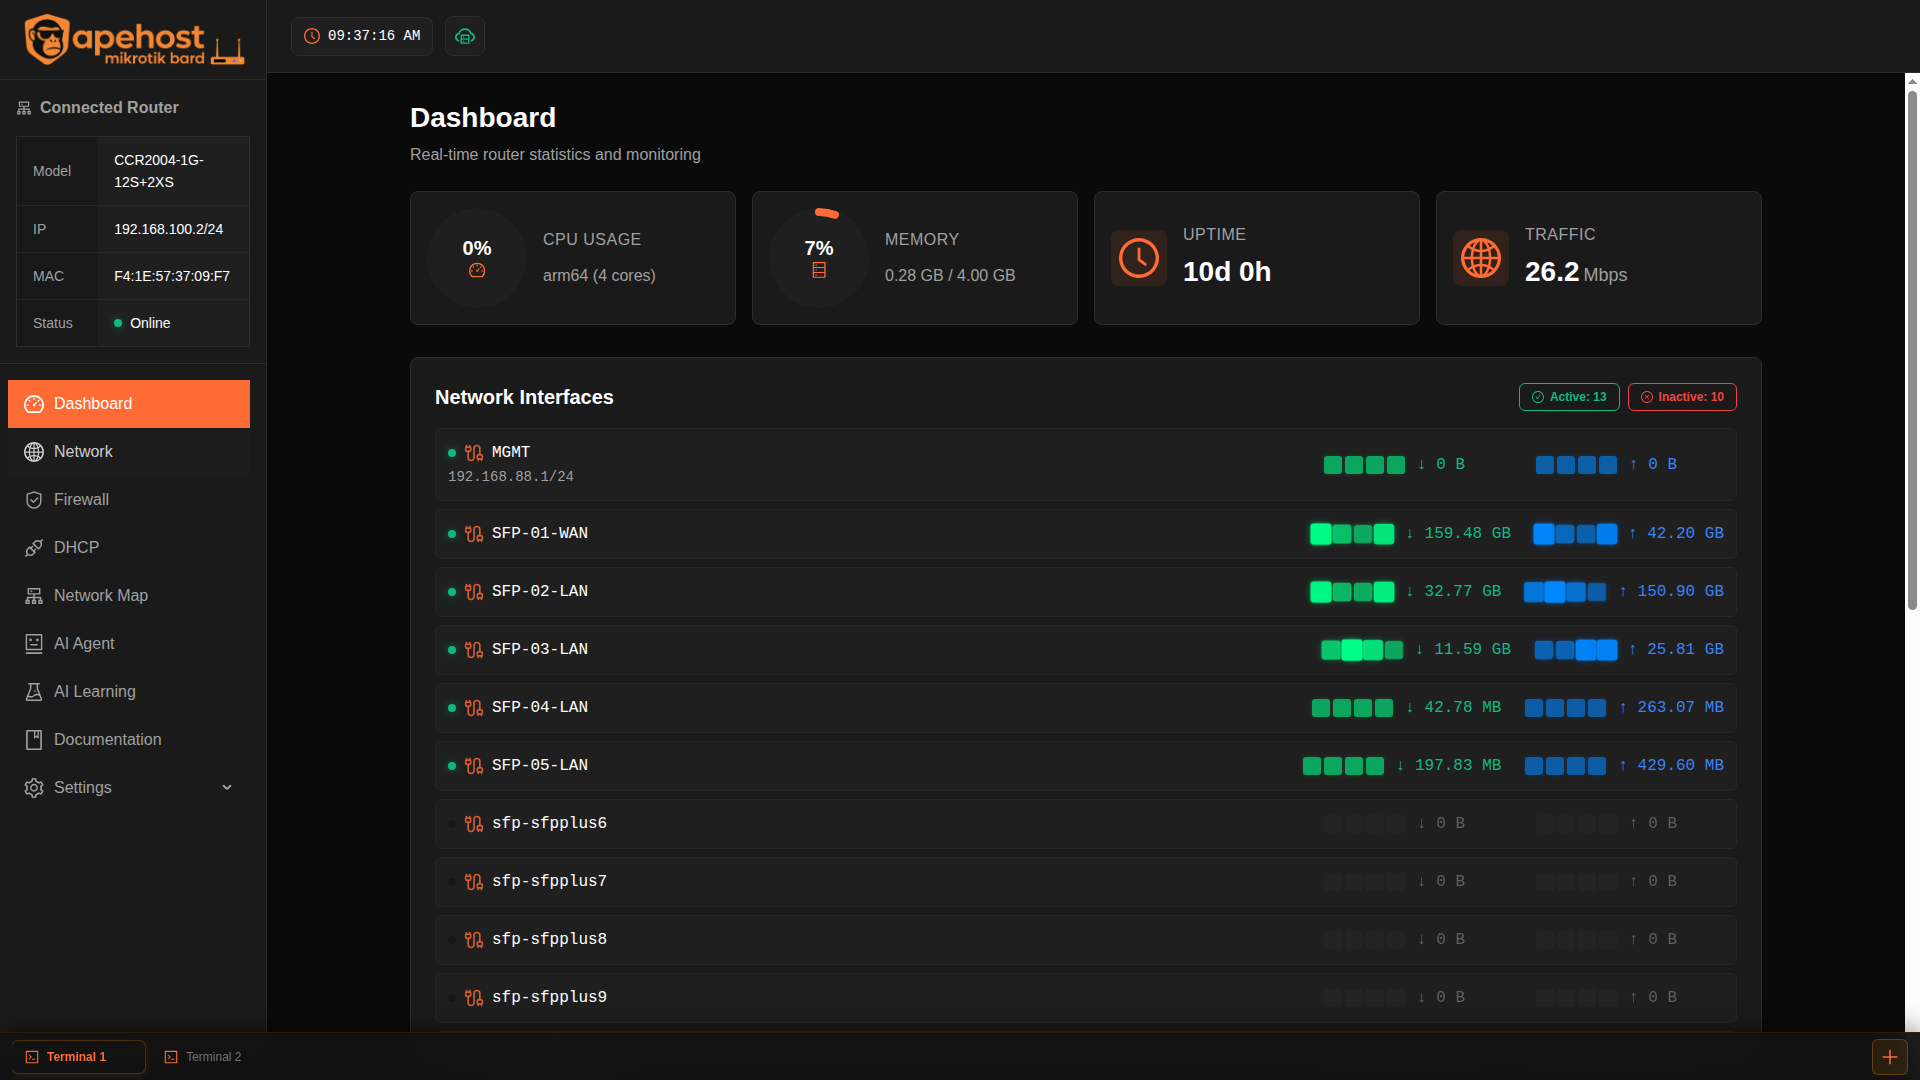 apehost
mikrotik bard
09:37:16 AM
Connected Router
Model
CCR2004-1G-
12S+2XS
IP
192.168.100.2/24
MAC
F4:1E:57:37:09:F7
Status
Online
Dashboard
Network
Firewall
DHCP
Network Map
AI Agent
AI Learning
Documentation
Settings
Dashboard
Real-time router statistics and monitoring
0%
CPU USAGE
arm64 (4 cores)
7%
MEMORY
0.28 GB / 4.00 GB
UPTIME
10d 0h
TRAFFIC
26.2 Mbps
Network Interfaces
Active: 13
Inactive: 10
MGMT
192.168.88.1/24
↓ 0 B
↑ 0 B
SFP-01-WAN
↓ 159.48 GB
↑ 42.20 GB
SFP-02-LAN
↓ 32.77 GB
↑ 150.90 GB
SFP-03-LAN
↓ 11.59 GB
↑ 25.81 GB
SFP-04-LAN
↓ 42.78 MB
↑ 263.07 MB
SFP-05-LAN
↓ 197.83 MB
↑ 429.60 MB
sfp-sfpplus6
↓ 0 B
↑ 0 B
sfp-sfpplus7
↓ 0 B
↑ 0 B
sfp-sfpplus8
↓ 0 B
↑ 0 B
sfp-sfpplus9
↓ 0 B
↑ 0 B
Terminal 1
Terminal 2